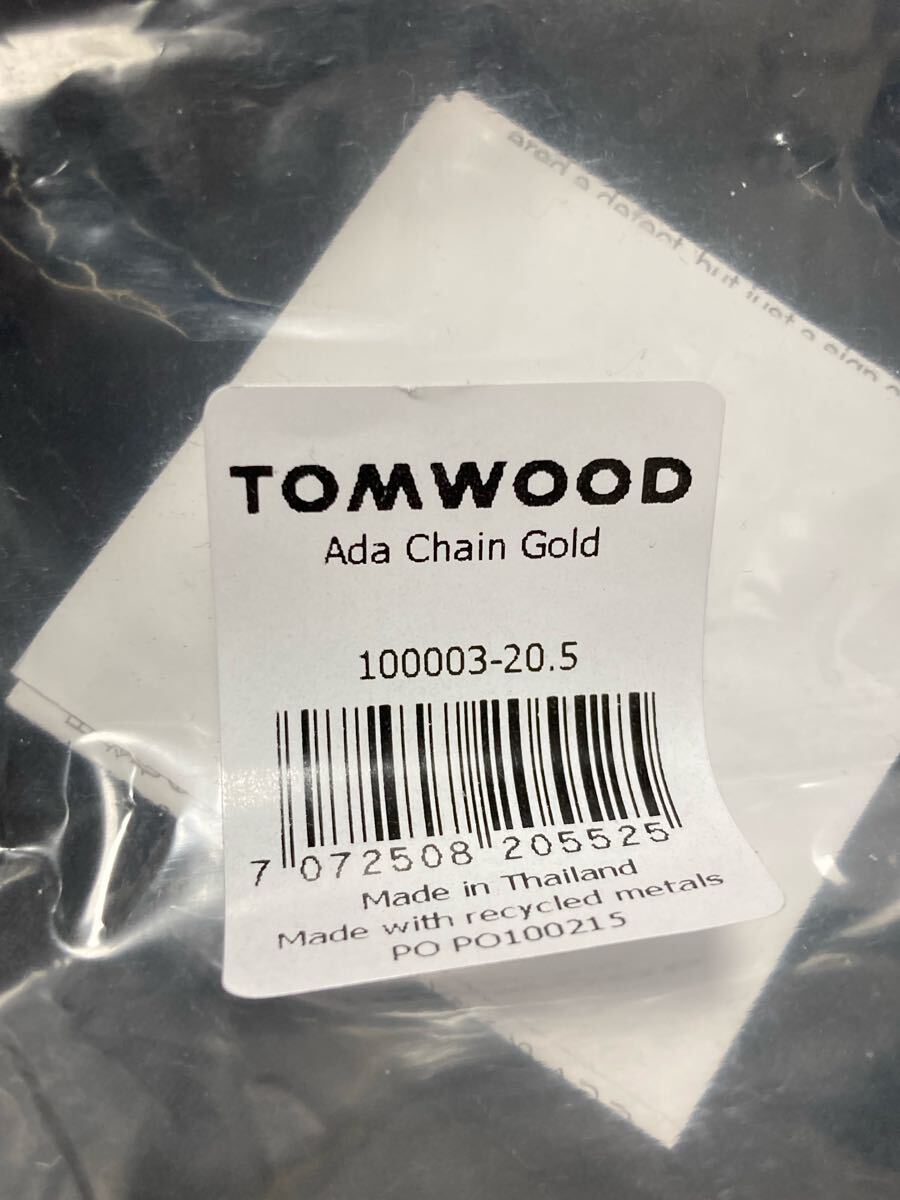 TOMWOOD
Ada Chain Gold
100003-20.5
7 072508 205525
Made in Thailand
Made with recycled metals
PO PO100215